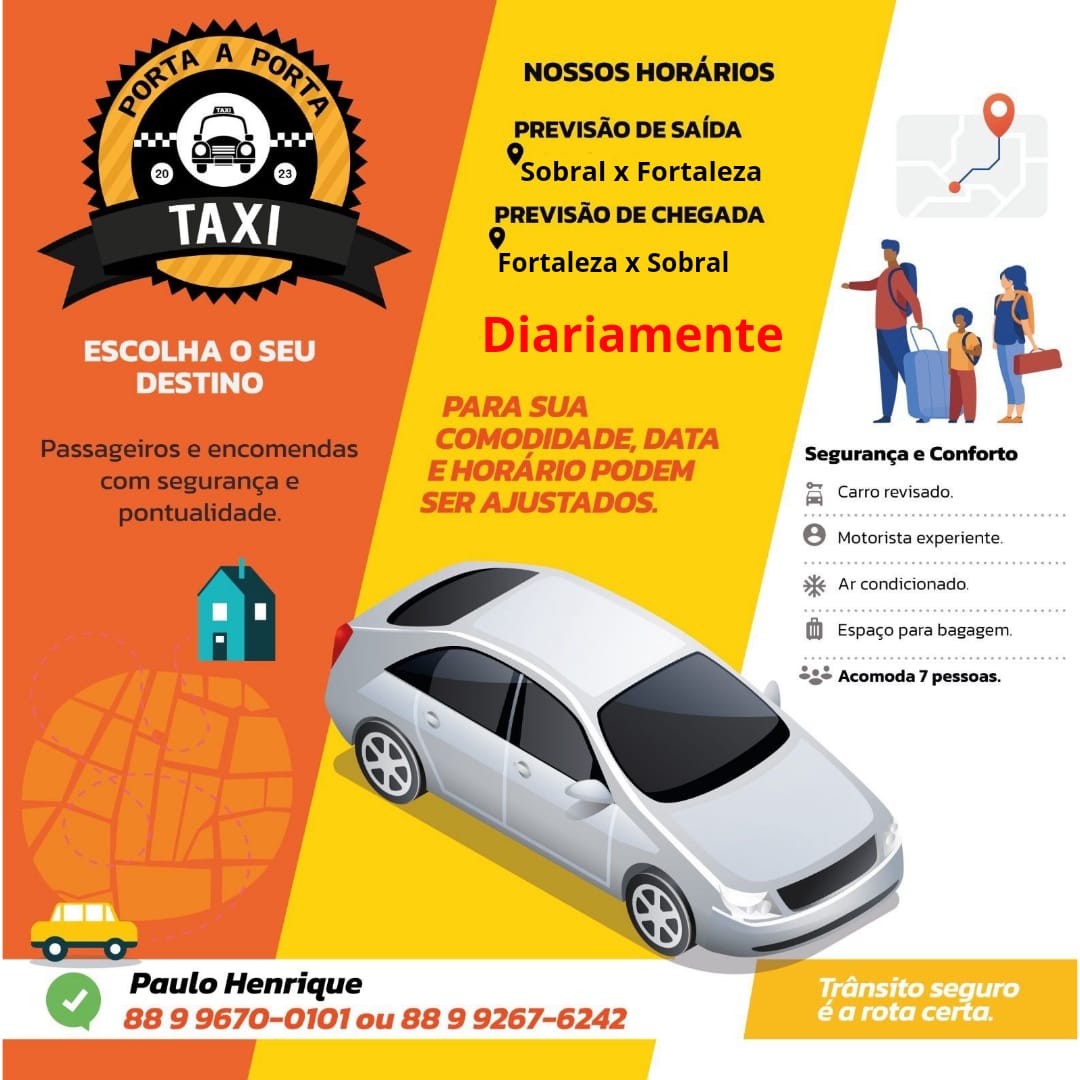 PORTA A PORTA
TAXI
20 23
TAXI
ESCOLHA O SEU
DESTINO
Passageiros e encomendas
com segurança e
pontualidade.
NOSSOS HORÁRIOS
PREVISÃO DE SAÍDA
Sobral x Fortaleza
PREVISÃO DE CHEGADA
Fortaleza x Sobral
Diariamente
PARA SUA
COMODIDADE, DATA
E HORÁRIO PODEM
SER AJUSTADOS.
Segurança e Conforto
Carro revisado.
Motorista experiente.
Ar condicionado.
Espaço para bagagem.
Acomoda 7 pessoas.
Paulo Henrique
88 9 9670-0101 ou 88 9 9267-6242
Trânsito seguro
é a rota certa.